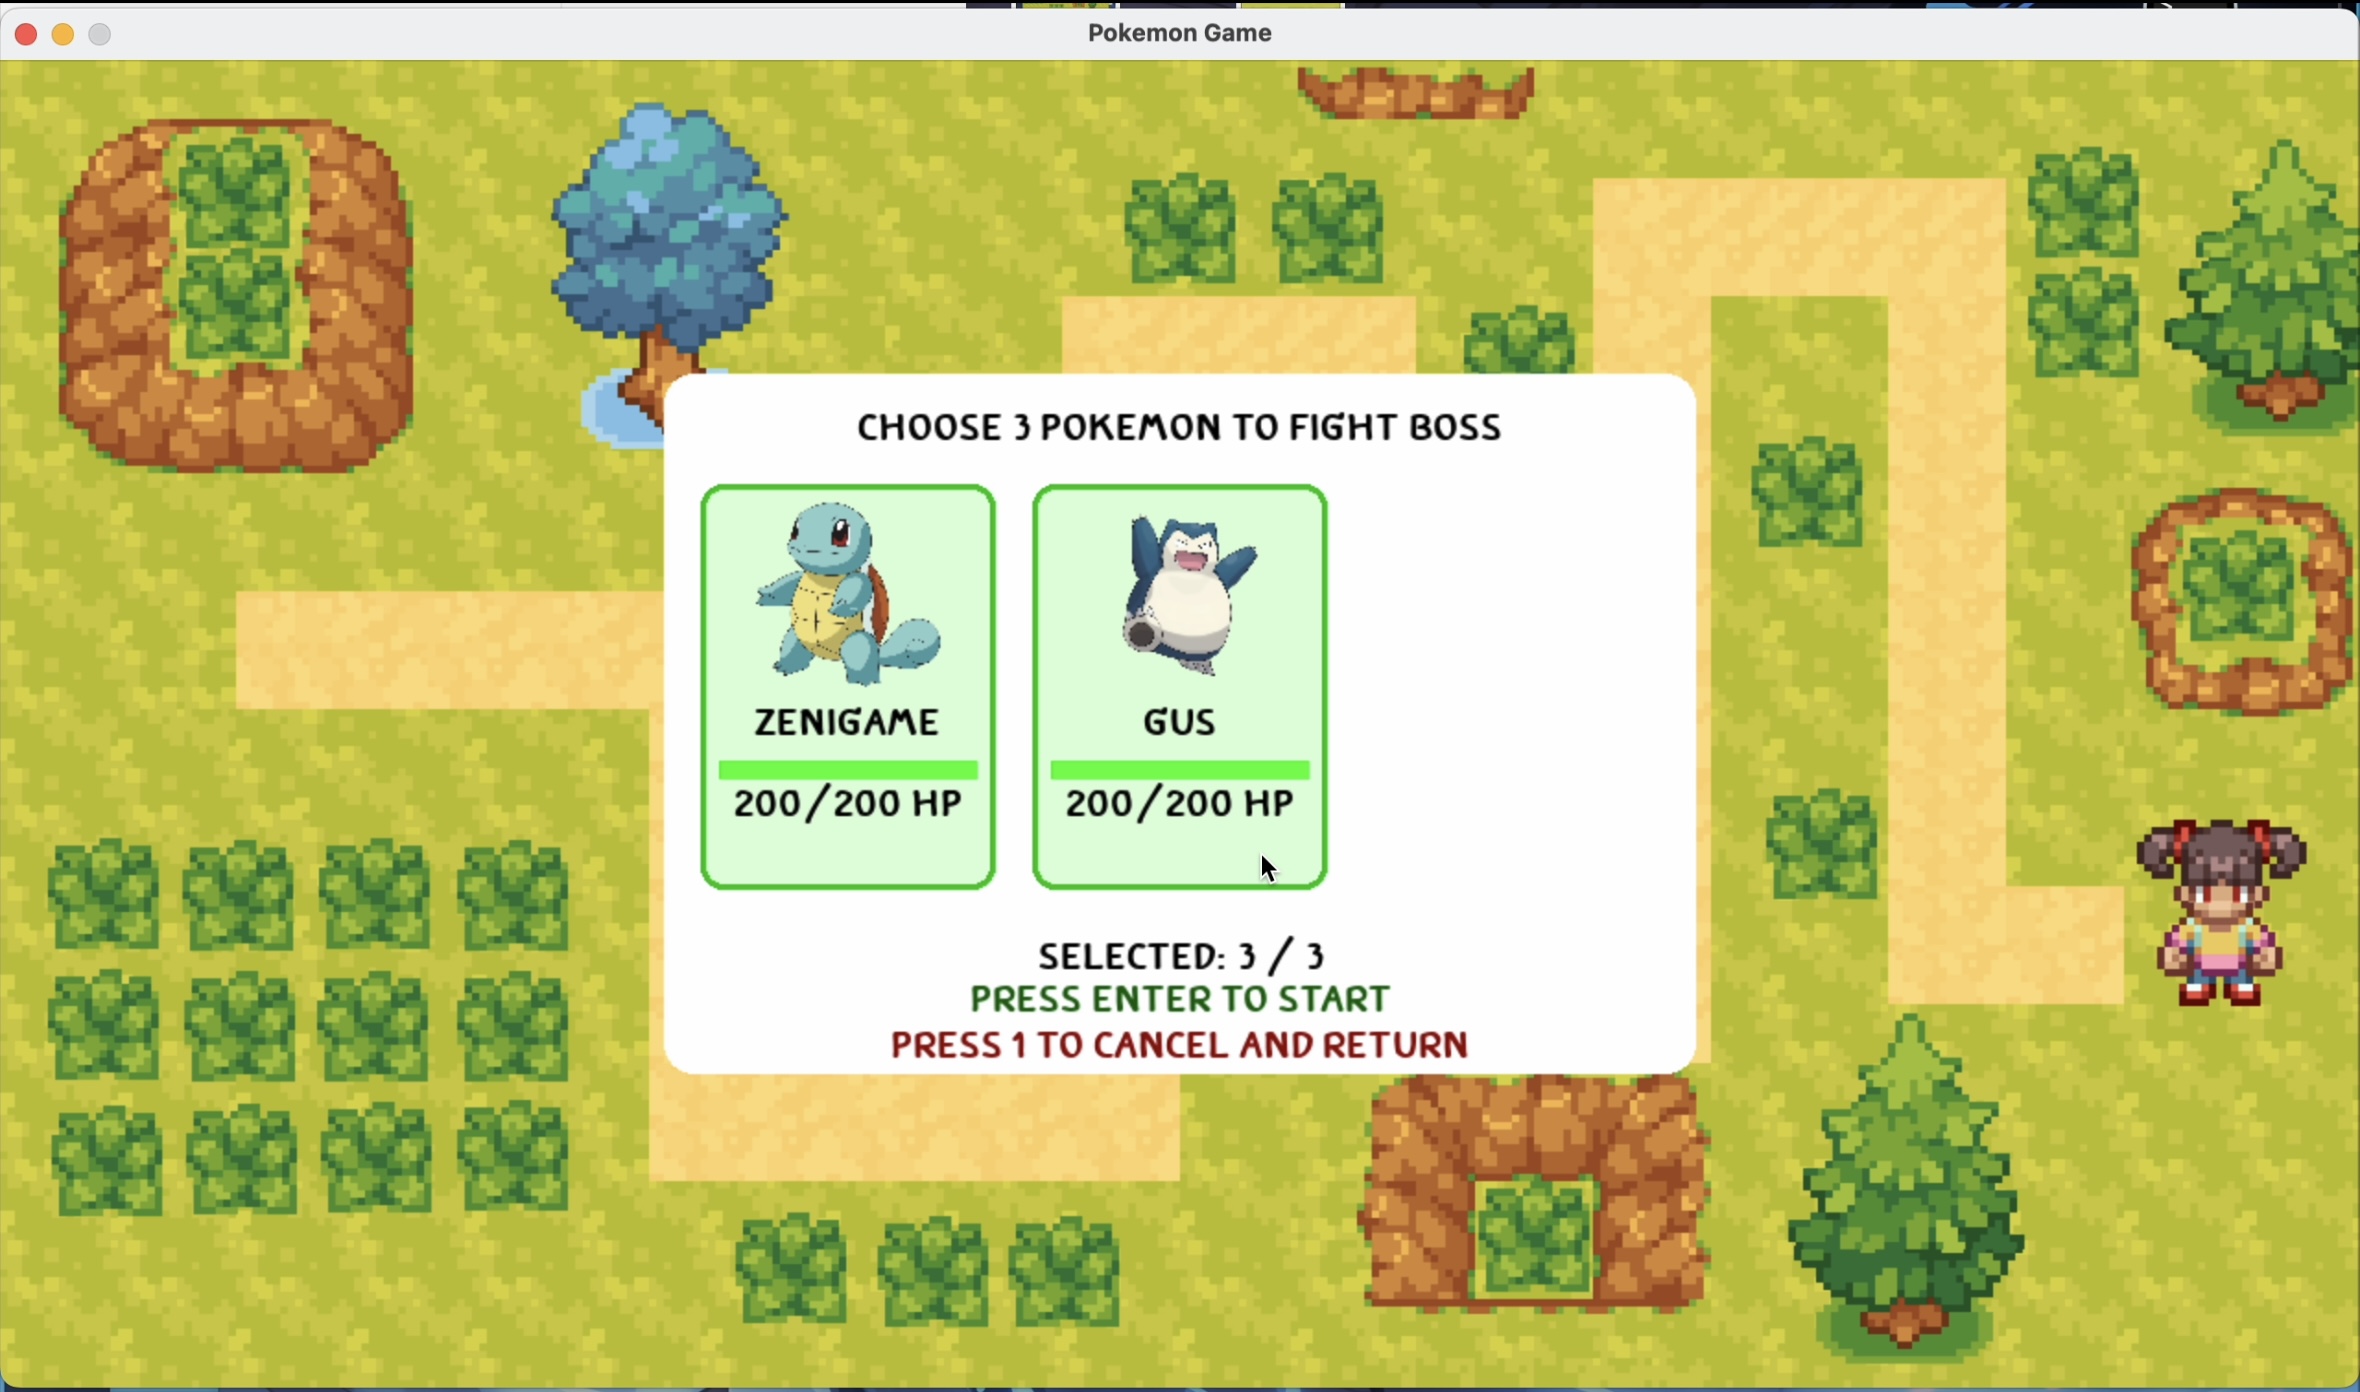 Pokemon Game
CHOOSE 3 POKEMON TO FIGHT BOSS
ZENIGAME
GUS
200/200 HP
200/200 HP
SELECTED: 3 / 3
PRESS ENTER TO START
PRESS 1 TO CANCEL AND RETURN